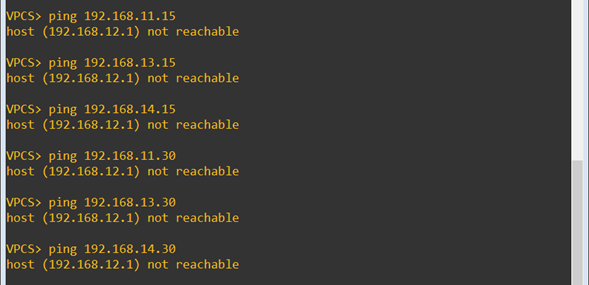 VPCS> ping 192.168.11.15
host (192.168.12.1) not reachable
VPCS> ping 192.168.13.15
host (192.168.12.1) not reachable
VPCS> ping 192.168.14.15
host (192.168.12.1) not reachable
VPCS> ping 192.168.11.30
host (192.168.12.1) not reachable
VPCS> ping 192.168.13.30
host (192.168.12.1) not reachable
VPCS> ping 192.168.14.30
host (192.168.12.1) not reachable